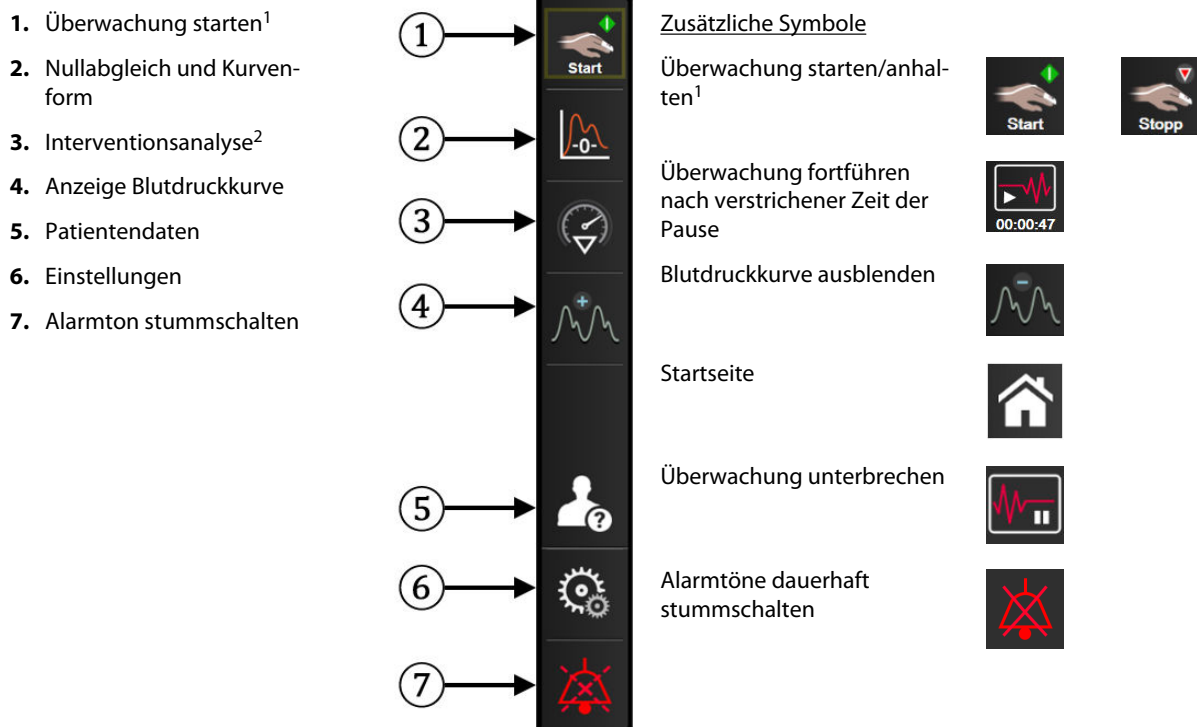 1. Überwachung starten1
2. Nullabgleich und Kurven-
form
3. Interventionsanalyse2
4. Anzeige Blutdruckkurve
5. Patientendaten
6. Einstellungen
7. Alarmton stummschalten
1
Start
2
-0-
3
4
5
?
6
7
Zusätzliche Symbole
Überwachung starten/anhal-
ten1
Start
Stopp
Überwachung fortführen
nach verstrichener Zeit der
Pause
00:00:47
Blutdruckkurve ausblenden
Startseite
Überwachung unterbrechen
Alarmtöne dauerhaft
stummschalten